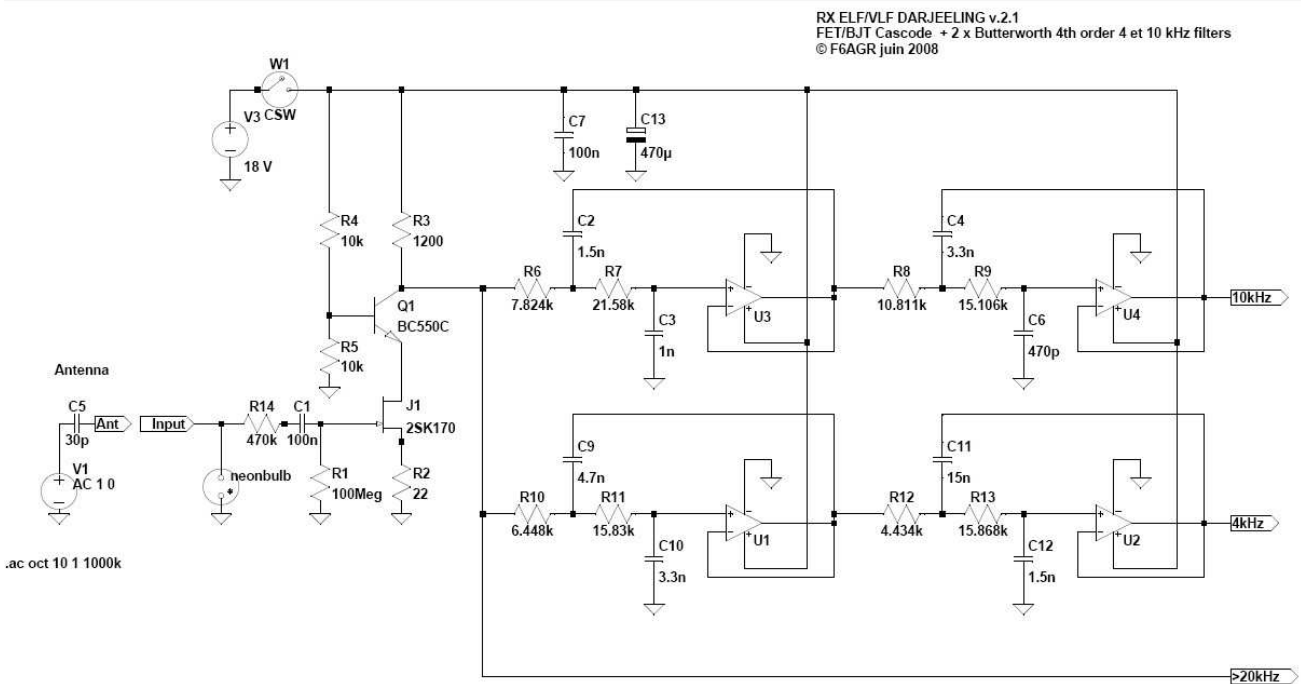 RX ELF/VLF DARJEELING v.2.1
FET/BJT Cascode + 2 x Butterworth 4th order 4 et 10 kHz filters
© F6AGR juin 2008
W1
V3 CSW
18 V
C7
100n
C13
470µ
R4
10k
R3
1200
C2
1.5n
C4
3.3n
R6
7.824k
R7
21.58k
R8
10.811k
R9
15.106k
Q1
BC550C
U3
U4
10kHz
C3
1n
C6
470p
R5
10k
Antenna
C5
30p
Ant
Input
R14
470k
C1
100n
J1
2SK170
V1
AC 1 0
neonbulb
R1
100Meg
R2
22
C9
4.7n
C11
15n
R10
6.448k
R11
15.83k
R12
4.434k
R13
15.868k
U1
U2
4kHz
C10
3.3n
C12
1.5n
.ac oct 10 1 1000k
>20kHz